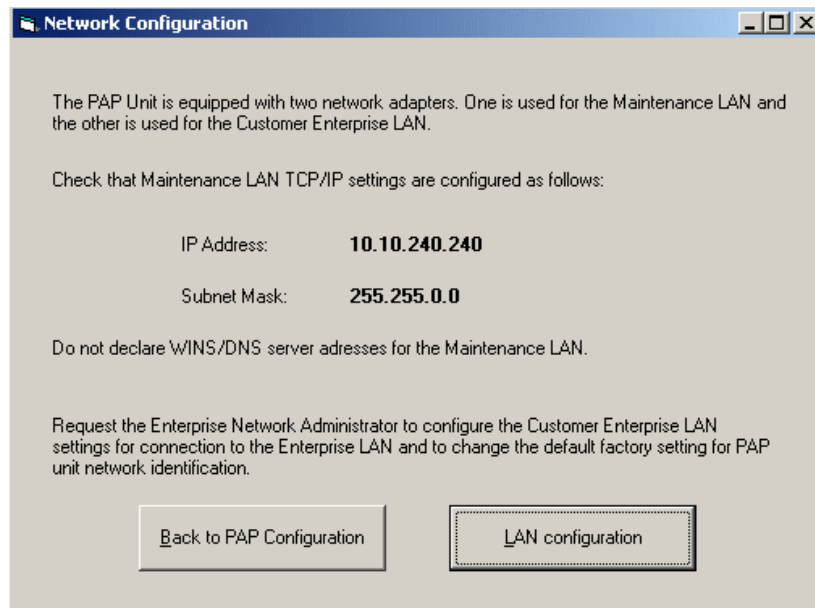 Network Configuration
The PAP Unit is equipped with two network adapters. One is used for the Maintenance LAN and
the other is used for the Customer Enterprise LAN.
Check that Maintenance LAN TCP/IP settings are configured as follows:
IP Address: 10.10.240.240
Subnet Mask: 255.255.0.0
Do not declare WINS/DNS server adresses for the Maintenance LAN.
Request the Enterprise Network Administrator to configure the Customer Enterprise LAN
settings for connection to the Enterprise LAN and to change the default factory setting for PAP
unit network identification.
Back to PAP Configuration LAN configuration